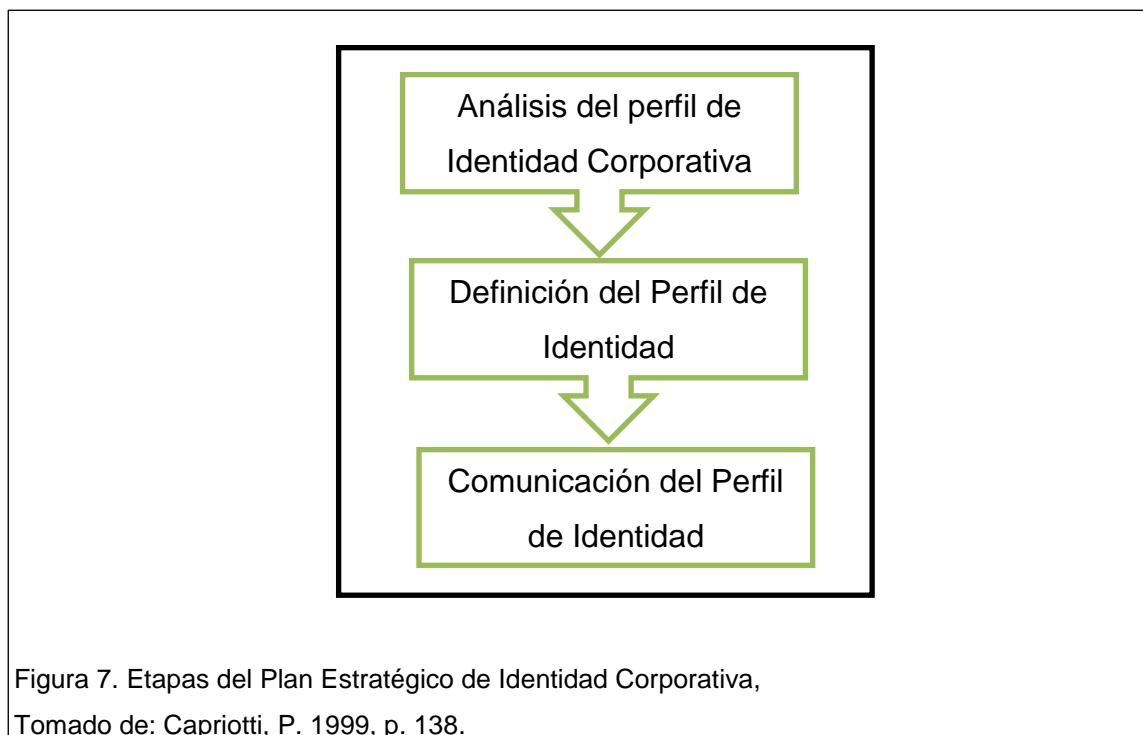 Análisis del perfil de
Identidad Corporativa
Definición del Perfil de
Identidad
Comunicación del Perfil
de Identidad
Figura 7. Etapas del Plan Estratégico de Identidad Corporativa,
Tomado de: Capriotti, P. 1999, p. 138.